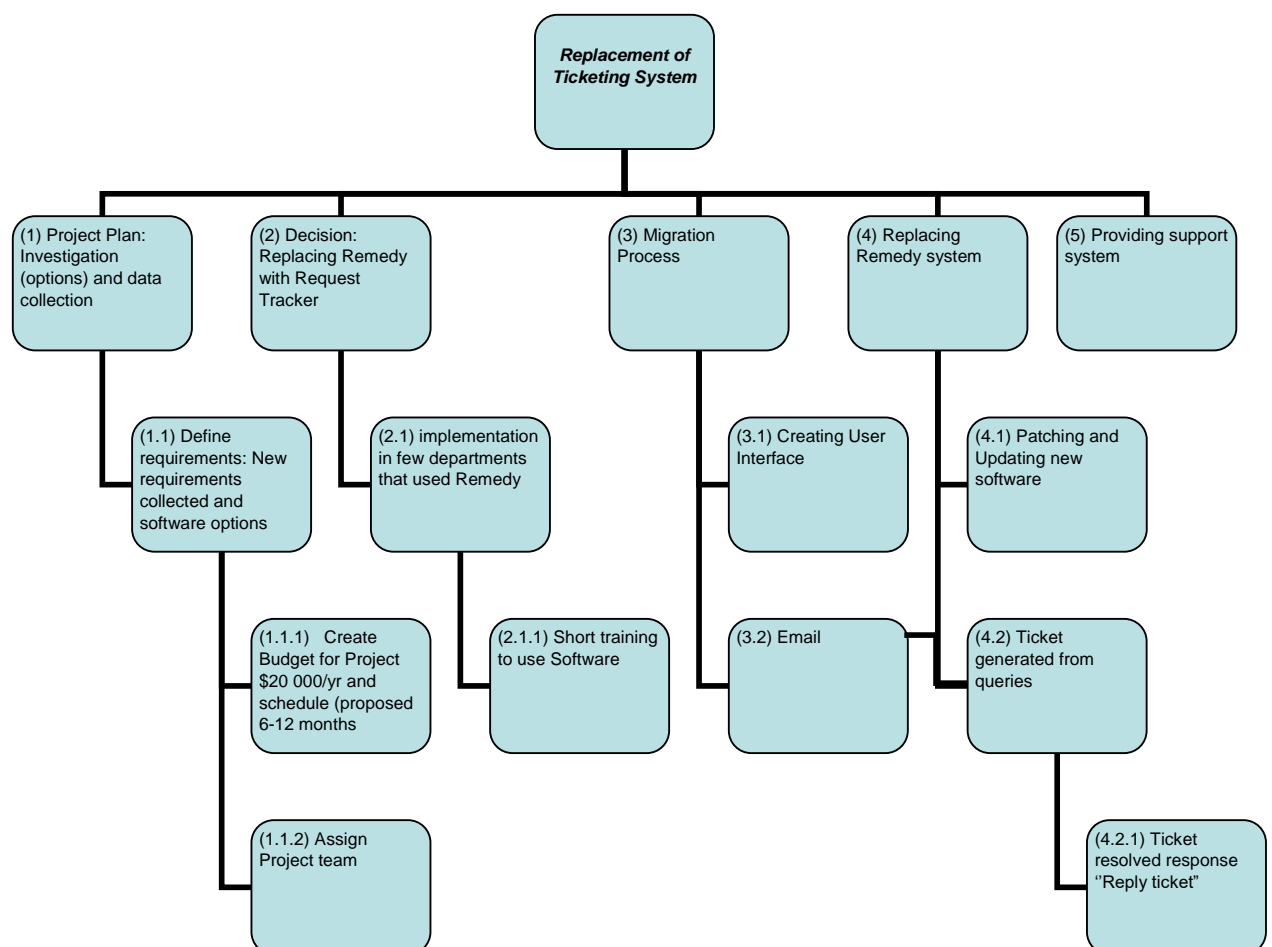 Replacement of
Ticketing System
(1) Project Plan:
Investigation
(options) and data
collection
(2) Decision:
Replacing Remedy
with Request
Tracker
(3) Migration
Process
(4) Replacing
Remedy system
(5) Providing support
system
(1.1) Define
requirements: New
requirements
collected and
software options
(2.1) implementation
in few departments
that used Remedy
(3.1) Creating User
Interface
(4.1) Patching and
Updating new
software
(1.1.1) Create
Budget for Project
$20 000/yr and
schedule (proposed
6-12 months
(2.1.1) Short training
to use Software
(3.2) Email
(4.2) Ticket
generated from
queries
(1.1.2) Assign
Project team
(4.2.1) Ticket
resolved response
‘’Reply ticket”